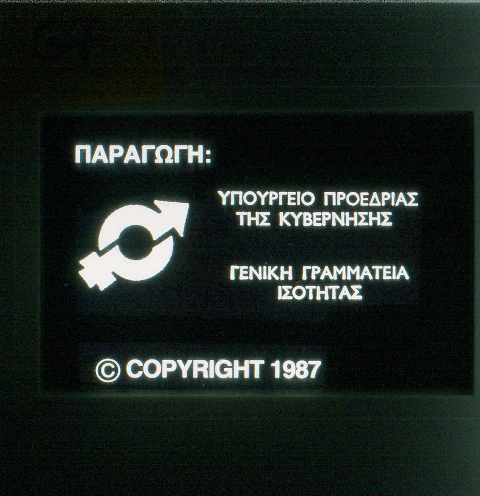 ΠΑΡΑΓΩΓΗ:
ΥΠΟΥΡΓΕΙΟ ΠΡΟΕΔΡΙΑΣ
ΤΗΣ ΚΥΒΕΡΝΗΣΗΣ
ΓΕΝΙΚΗ ΓΡΑΜΜΑΤΕΙΑ
ΙΣΟΤΗΤΑΣ
© COPYRIGHT 1987